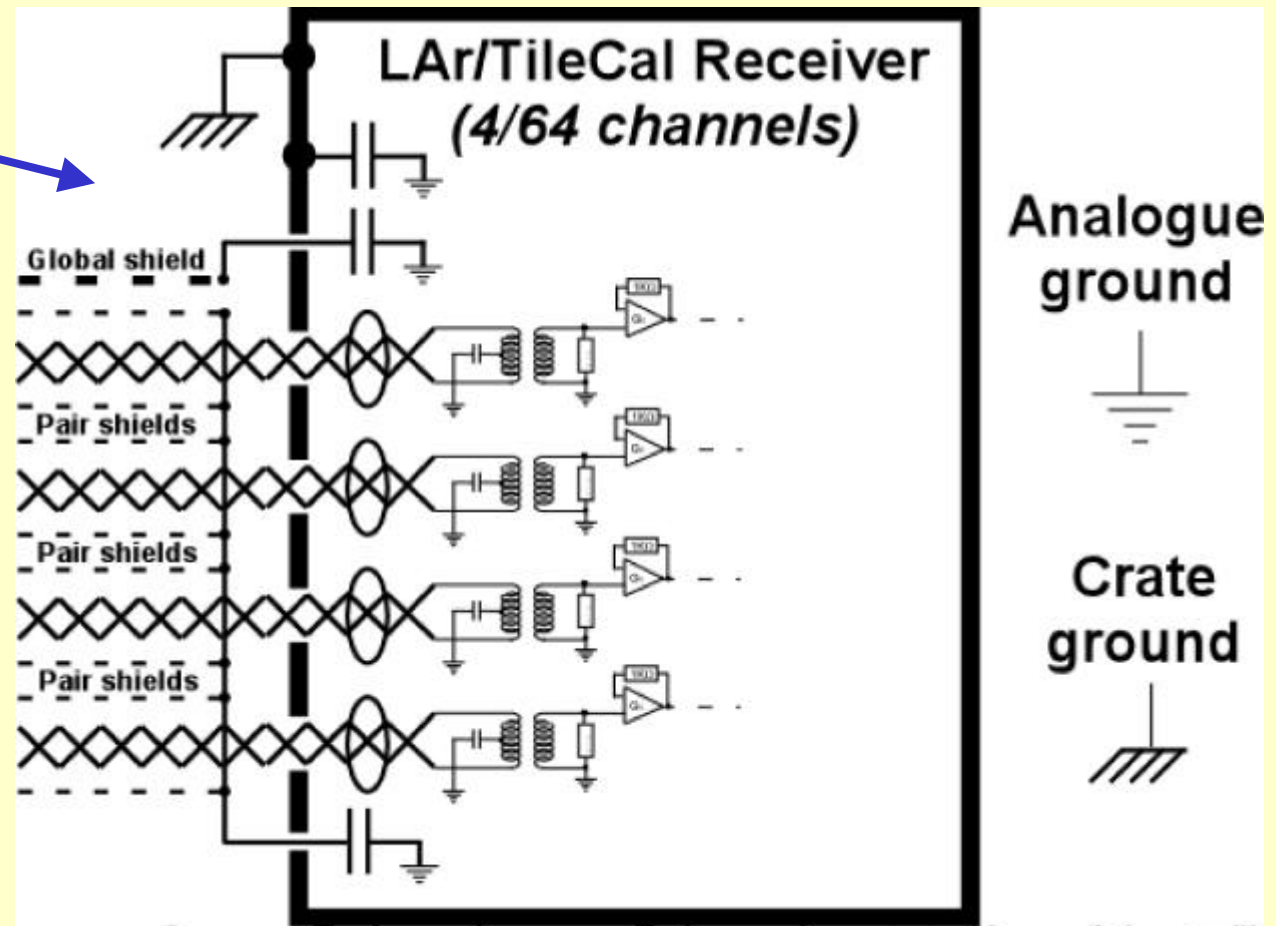 LAr/TileCal Receiver
(4/64 channels)
Analogue
ground
Global shield
Pair shields
Pair shields
Pair shields
Crate
ground